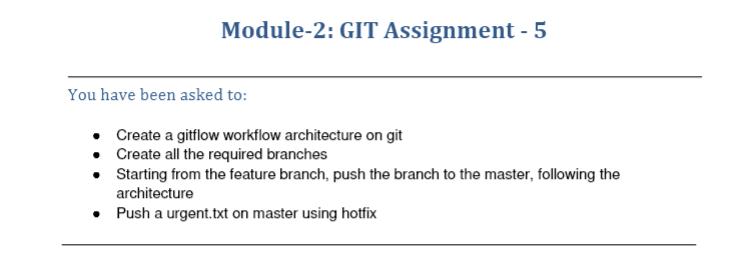 Module-2: GIT Assignment - 5
You have been asked to:
● Create a gitflow workflow architecture on git
● Create all the required branches
● Starting from the feature branch, push the branch to the master, following the
architecture
● Push a urgent.txt on master using hotfix